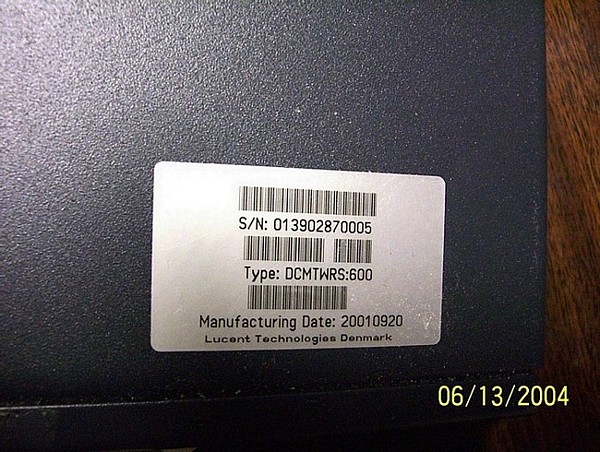 S/N: 013902870005
Type: DCMTWRS:600
Manufacturing Date: 20010920
Lucent Technologies Denmark
06/13/2004